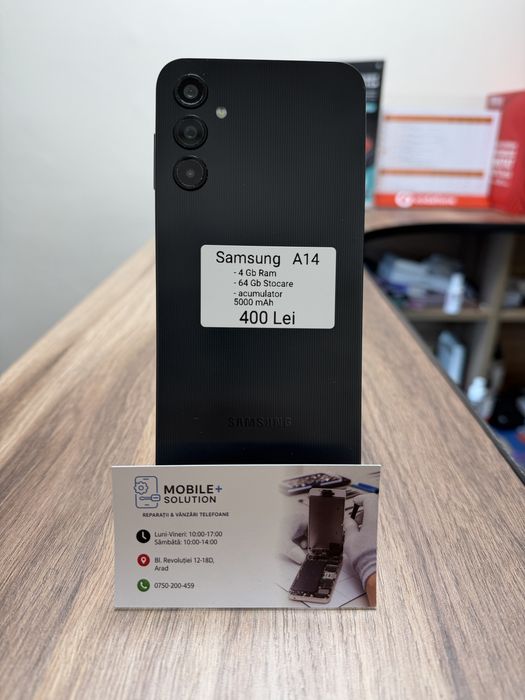 Samsung A14
- 4 Gb Ram
- 64 Gb Stocare
- acumulator
5000 mAh
400 Lei
SAMSUNG
MOBILE+
SOLUTION
REPARAȚII & VÂNZĂRI TELEFOANE
Luni-Vineri: 10:00-17:00
Sâmbătă: 10:00-14:00
Bl. Revoluției 12-18D,
Arad
0750-200-459